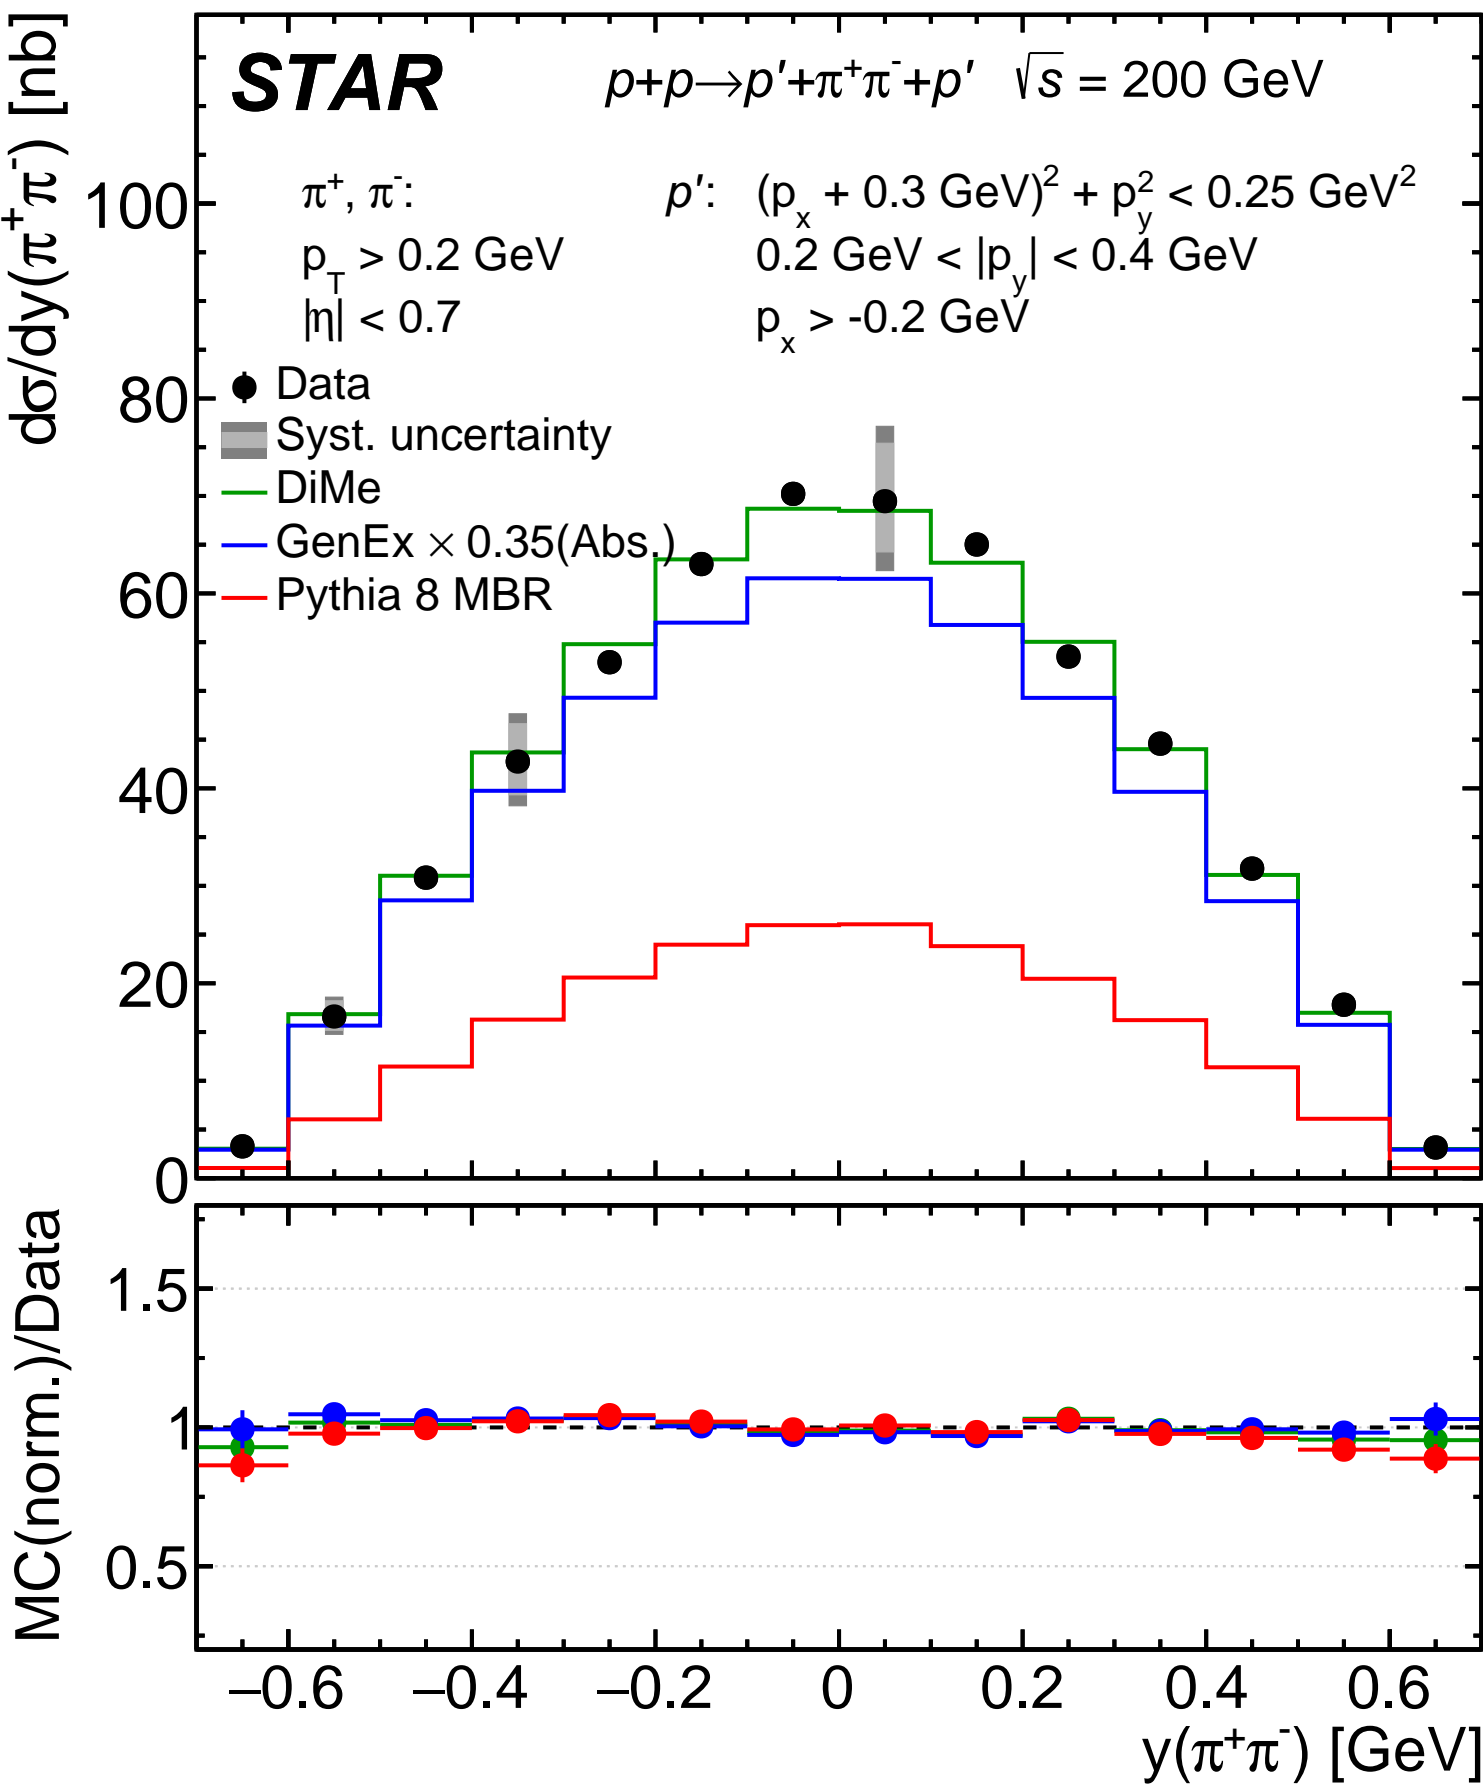 dσ/dy(π⁺π⁻) [nb]
STAR p+p→p′+π⁺π⁻+p′ √s = 200 GeV
π⁺, π⁻: p′: (pₓ + 0.3 GeV)² + p_y² < 0.25 GeV²
p_T > 0.2 GeV 0.2 GeV < |p_y| < 0.4 GeV
|η| < 0.7 pₓ > -0.2 GeV
Data
Syst. uncertainty
DiMe
GenEx × 0.35(Abs.)
Pythia 8 MBR
100
80
60
40
20
0
MC(norm.)/Data
1.5
1
0.5
−0.6 −0.4 −0.2 0 0.2 0.4 0.6
y(π⁺π⁻) [GeV]